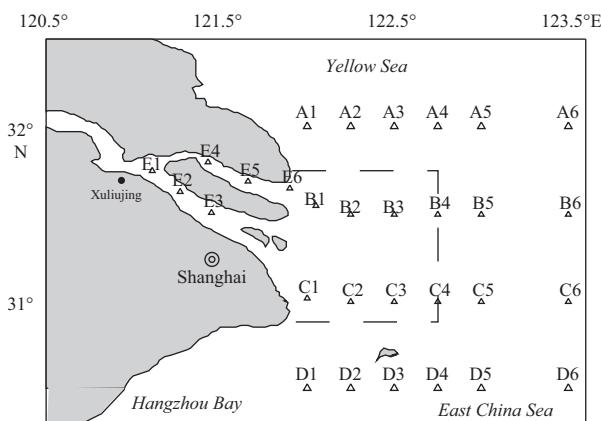 120.5° 121.5° 122.5° 123.5°E
Yellow Sea
A1 A2 A3 A4 A5 A6
32°
N
E4
E1
E5
E2
E6
Xuliujing
B1
E3
B2 B3 B4 B5 B6
Shanghai
C1 C2 C3 C4 C5 C6
31°
D1 D2 D3 D4 D5 D6
Hangzhou Bay
East China Sea